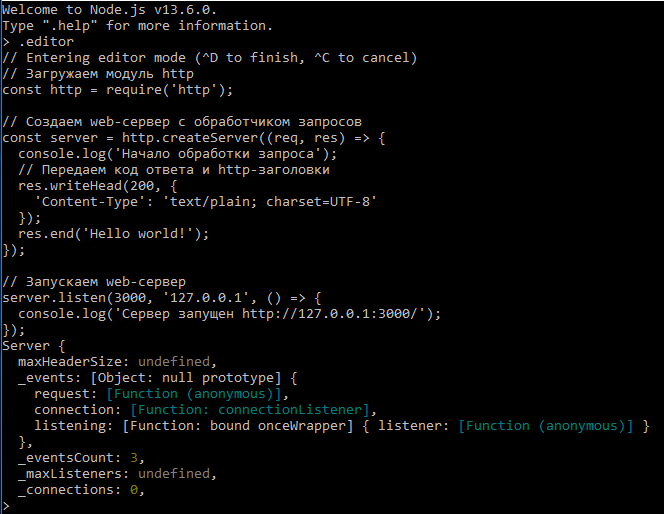 Welcome to Node.js v13.6.0.
Type ".help" for more information.
> .editor
// Entering editor mode (^D to finish, ^C to cancel)
// Загружаем модуль http
const http = require('http');

// Создаем web-сервер с обработчиком запросов
const server = http.createServer((req, res) => {
  console.log('Начало обработки запроса');
  // Передаем код ответа и http-заголовки
  res.writeHead(200, {
    'Content-Type': 'text/plain; charset=UTF-8'
  });
  res.end('Hello world!');
});

// Запускаем web-сервер
server.listen(3000, '127.0.0.1', () => {
  console.log('Сервер запущен http://127.0.0.1:3000/');
});
Server {
  maxHeaderSize: undefined,
  _events: [Object: null prototype] {
    request: [Function (anonymous)],
    connection: [Function: connectionListener],
    listening: [Function: bound onceWrapper] { listener: [Function (anonymous)] }
  },
  _eventsCount: 3,
  _maxListeners: undefined,
  _connections: 0,
>